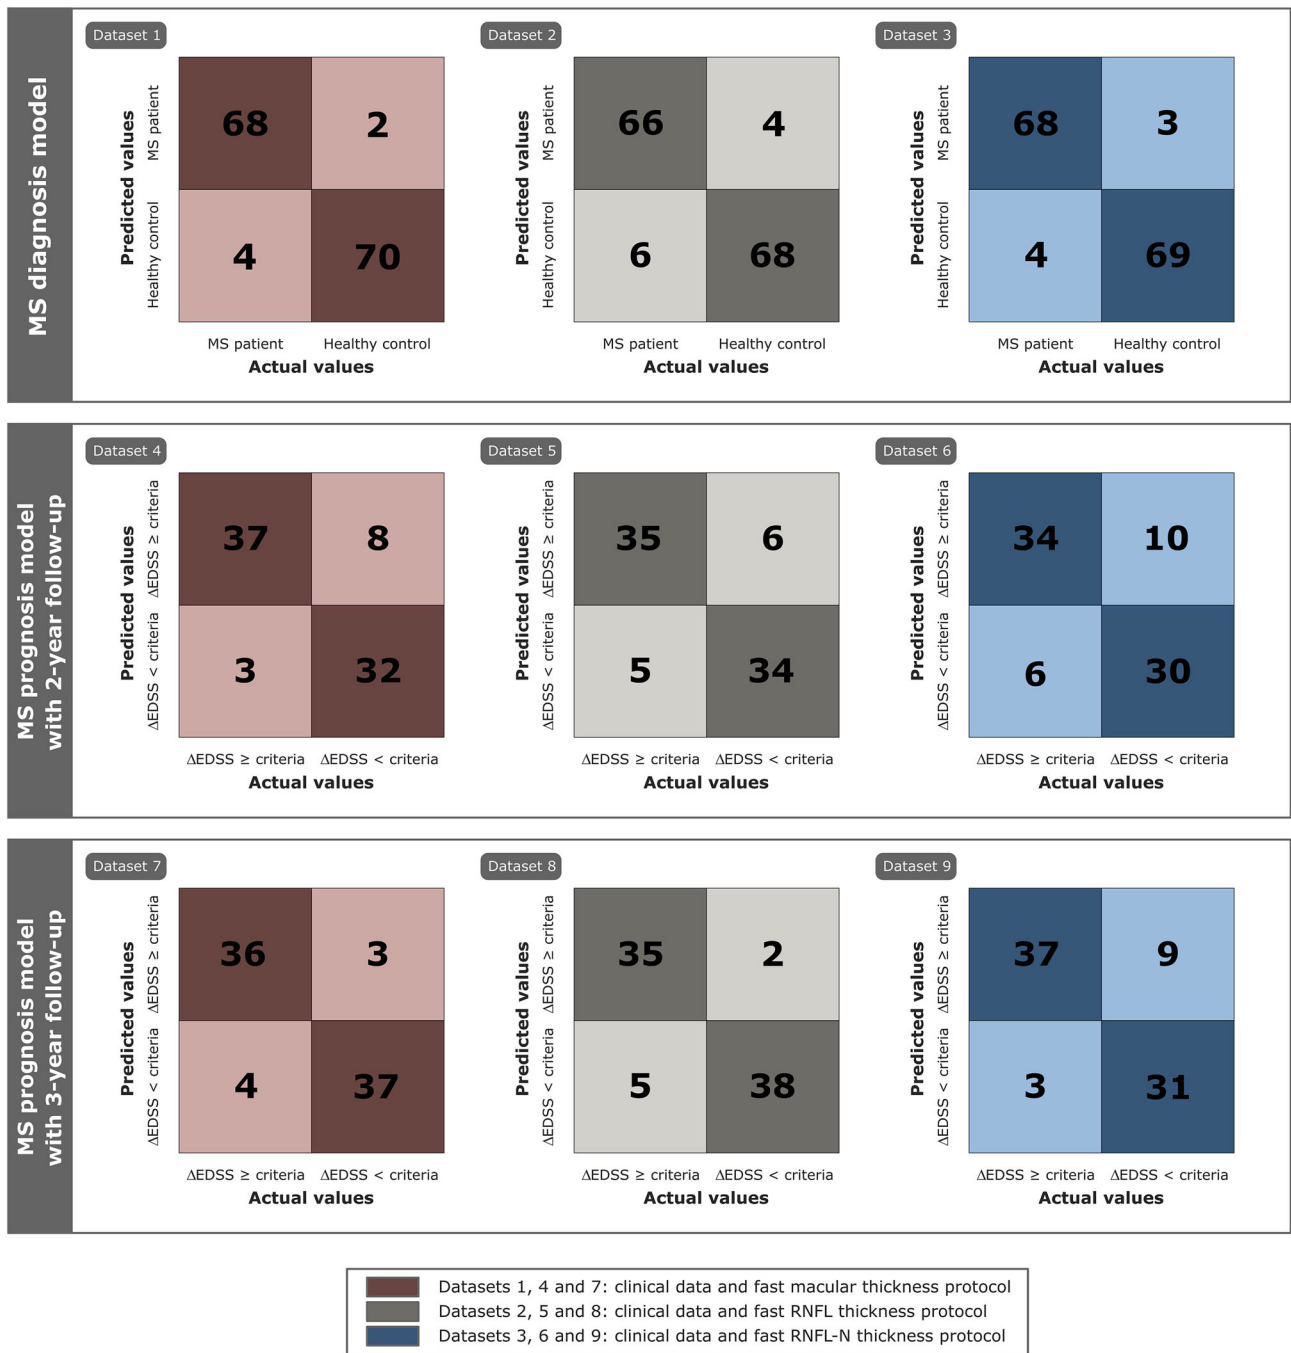 MS diagnosis model
Dataset 1
Predicted values
MS patient
Healthy control
68
2
4
70
MS patient
Healthy control
Actual values
Dataset 2
Predicted values
MS patient
Healthy control
66
4
6
68
MS patient
Healthy control
Actual values
Dataset 3
Predicted values
MS patient
Healthy control
68
3
4
69
MS patient
Healthy control
Actual values
MS prognosis model
with 2-year follow-up
Dataset 4
Predicted values
ΔEDSS ≥ criteria
ΔEDSS < criteria
37
8
3
32
ΔEDSS ≥ criteria
ΔEDSS < criteria
Actual values
Dataset 5
Predicted values
ΔEDSS ≥ criteria
ΔEDSS < criteria
35
6
5
34
ΔEDSS ≥ criteria
ΔEDSS < criteria
Actual values
Dataset 6
Predicted values
ΔEDSS ≥ criteria
ΔEDSS < criteria
34
10
6
30
ΔEDSS ≥ criteria
ΔEDSS < criteria
Actual values
MS prognosis model
with 3-year follow-up
Dataset 7
Predicted values
ΔEDSS ≥ criteria
ΔEDSS < criteria
36
3
4
37
ΔEDSS ≥ criteria
ΔEDSS < criteria
Actual values
Dataset 8
Predicted values
ΔEDSS ≥ criteria
ΔEDSS < criteria
35
2
5
38
ΔEDSS ≥ criteria
ΔEDSS < criteria
Actual values
Dataset 9
Predicted values
ΔEDSS ≥ criteria
ΔEDSS < criteria
37
9
3
31
ΔEDSS ≥ criteria
ΔEDSS < criteria
Actual values
Datasets 1, 4 and 7: clinical data and fast macular thickness protocol
Datasets 2, 5 and 8: clinical data and fast RNFL thickness protocol
Datasets 3, 6 and 9: clinical data and fast RNFL-N thickness protocol